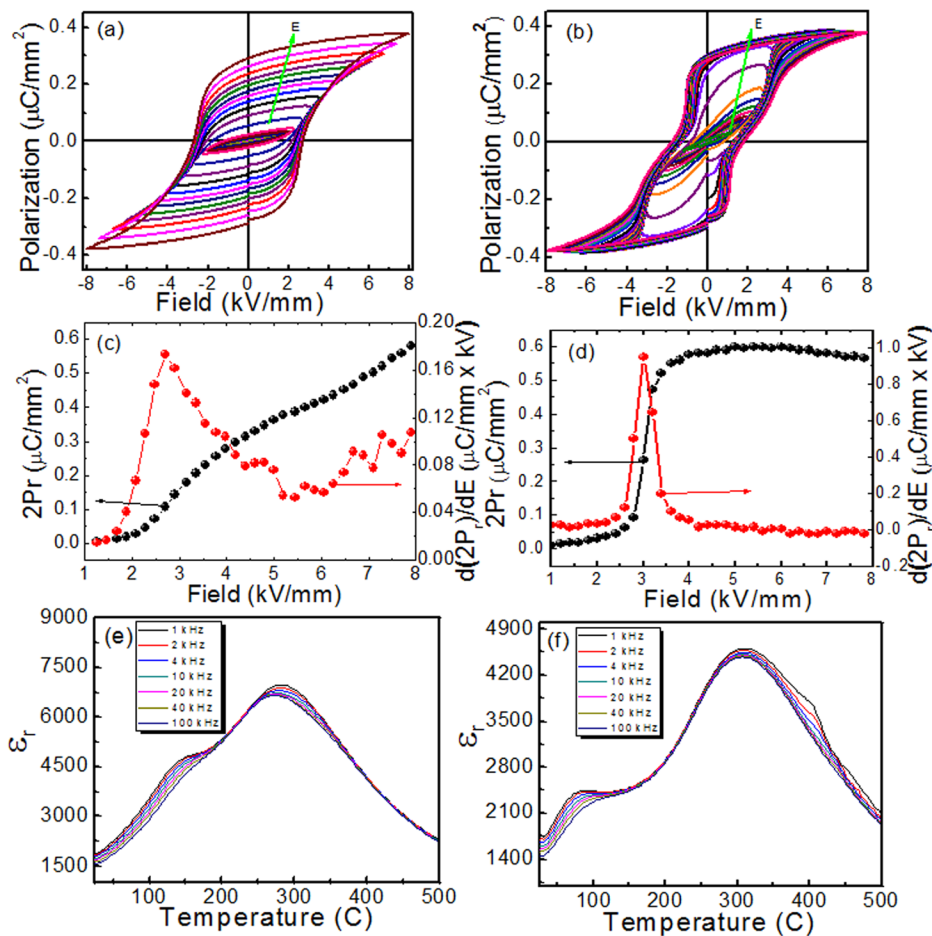 (a)
E
Polarization (μC/mm²)
0.4
0.2
0.0
-0.2
-0.4
-8 -6 -4 -2 0 2 4 6 8
Field (kV/mm)
(b)
E
Polarization (μC/mm²)
0.4
0.2
0.0
-0.2
-0.4
-8 -6 -4 -2 0 2 4 6 8
Field (kV/mm)
(c)
2Pr (μC/mm²)
0.6
0.5
0.4
0.3
0.2
0.1
0.0
1 2 3 4 5 6 7 8
Field (kV/mm)
0.20
0.16
0.12
0.08
0.04
0.00
d(2Pr)/dE (μC/mm x kV)
(d)
2Pr (μC/mm²)
0.6
0.5
0.4
0.3
0.2
0.1
0.0
1 2 3 4 5 6 7 8
Field (kV/mm)
1.0
0.8
0.6
0.4
0.2
0.0
-0.2
d(2Pr)/dE (μC/mm x kV)
(e)
1 kHz
2 kHz
4 kHz
10 kHz
20 kHz
40 kHz
100 kHz
εr
9000
7500
6000
4500
3000
1500
100 200 300 400 500
Temperature (C)
(f)
1 kHz
2 kHz
4 kHz
10 kHz
20 kHz
40 kHz
100 kHz
εr
4900
4200
3500
2800
2100
1400
100 200 300 400 500
Temperature (C)